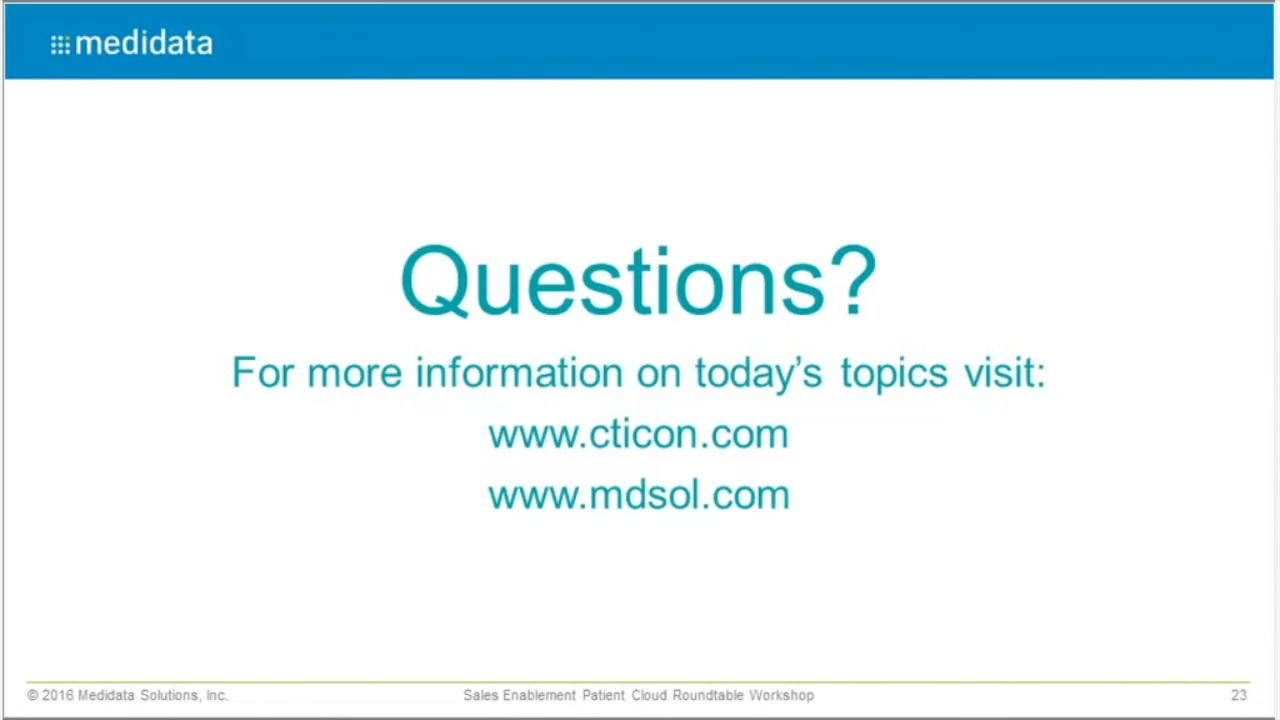 medidata
Questions?
For more information on today's topics visit:
www.cticon.com
www.mdsol.com
© 2016 Medidata Solutions, Inc. Sales Enablement Patient Cloud Roundtable Workshop 23